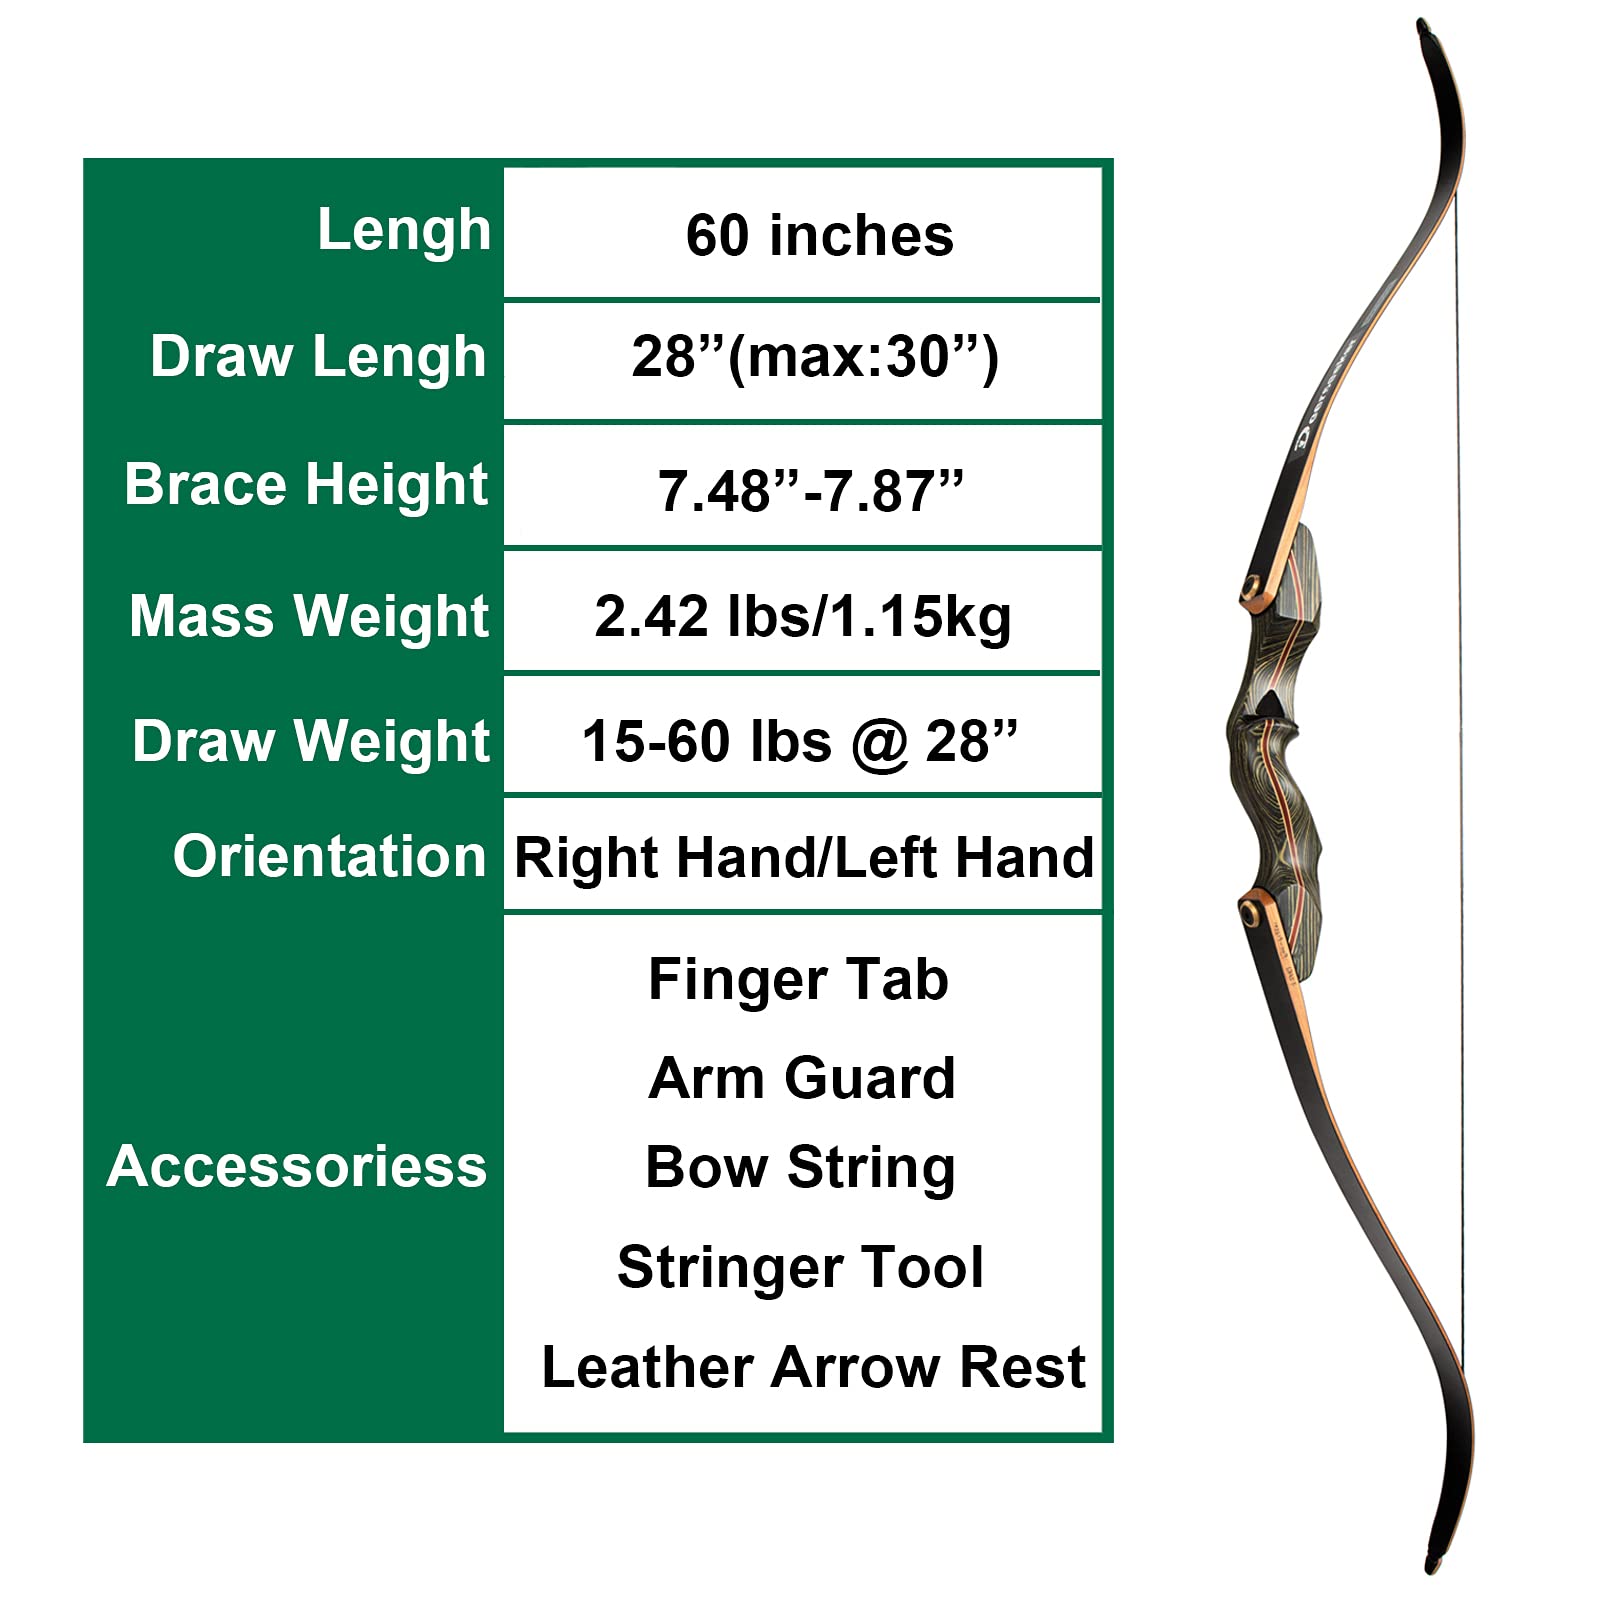 Lengh 60 inches
Draw Lengh 28”(max:30”)
Brace Height 7.48”-7.87”
Mass Weight 2.42 lbs/1.15kg
Draw Weight 15-60 lbs @ 28”
Orientation Right Hand/Left Hand
Finger Tab
Arm Guard
Accessoriess Bow String
Stringer Tool
Leather Arrow Rest
Deerseeker